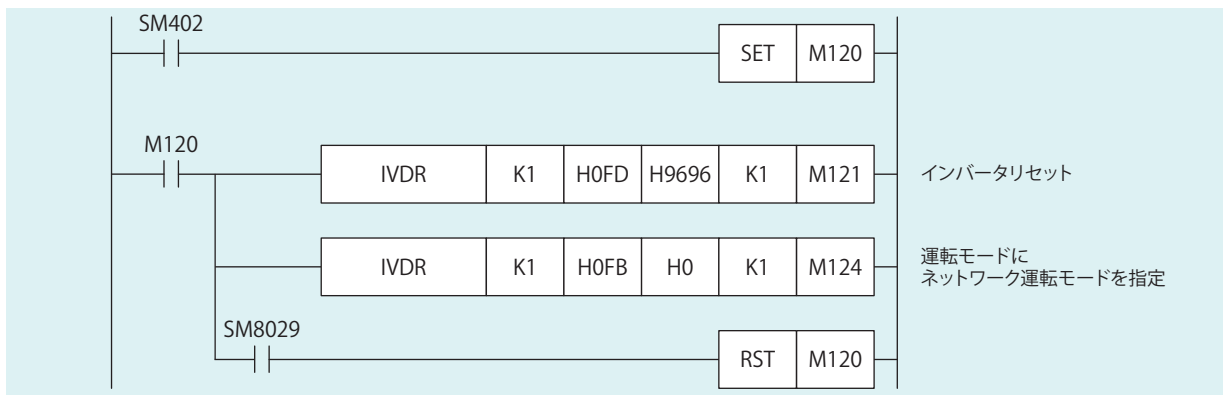 SM402
SET M120
M120
IVDR K1 H0FD H9696 K1 M121 インバータリセット
IVDR K1 H0FB H0 K1 M124 運転モードに
ネットワーク運転モードを指定
SM8029
RST M120